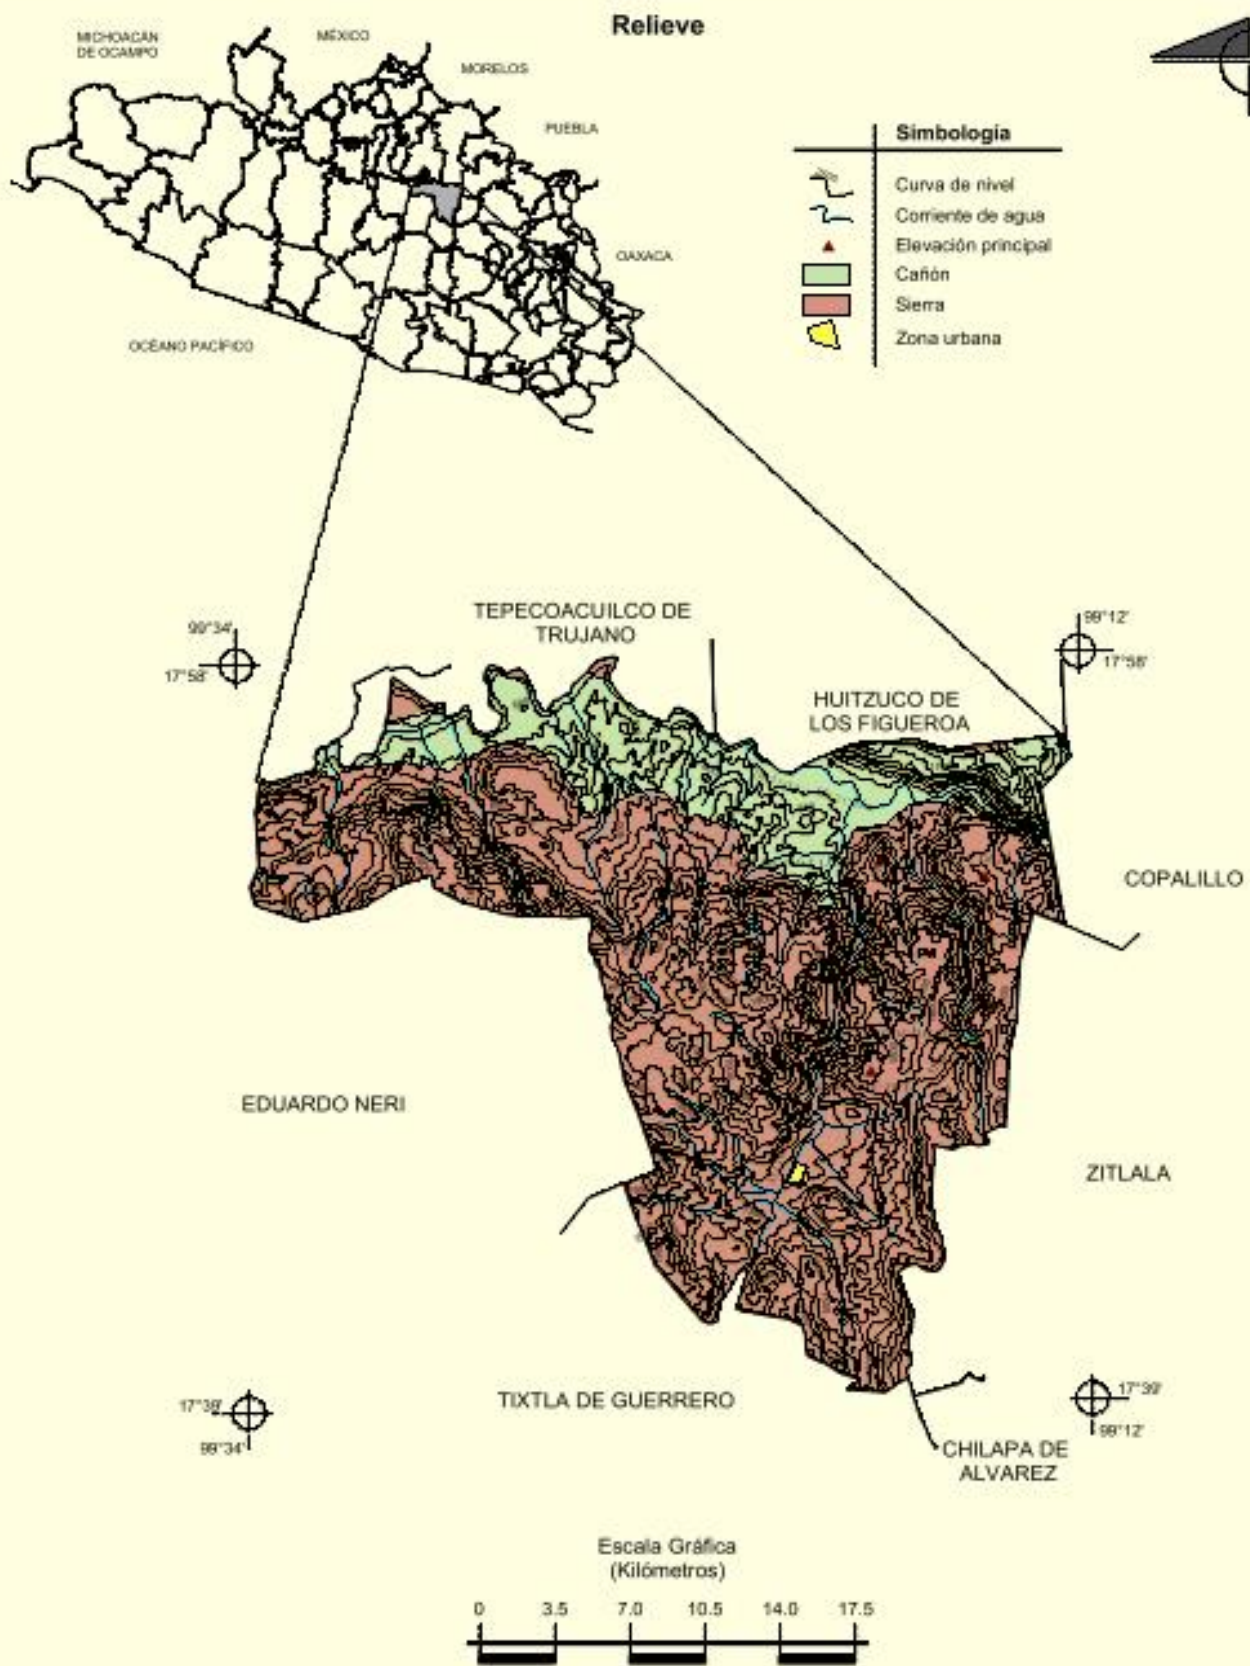 Relieve
MICHOACÁN
DE OCAMPO
MÉXICO
MORELOS
PUEBLA
OAXACA
OCÉANO PACÍFICO
Simbología
Curva de nivel
Corriente de agua
Elevación principal
Cañón
Sierra
Zona urbana
TEPECOACUILCO DE
TRUJANO
99°34'
17°58'
99°12'
17°58'
HUITZUCO DE
LOS FIGUEROA
COPALILLO
EDUARDO NERI
ZITLALA
TIXTLA DE GUERRERO
99°34'
17°39'
99°12'
CHILAPA DE
ALVAREZ
Escala Gráfica
(Kilómetros)
0 3.5 7.0 10.5 14.0 17.5